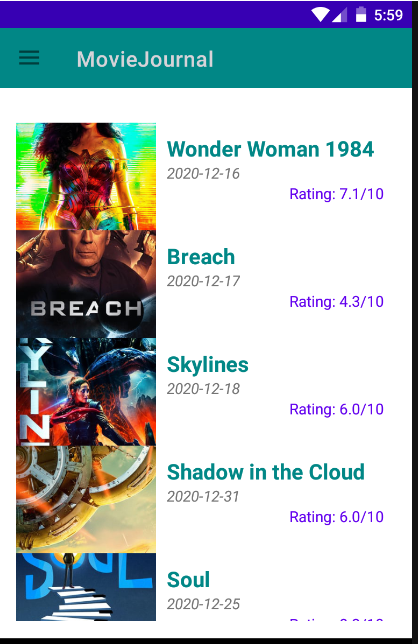 5:59
MovieJournal
Wonder Woman 1984
2020-12-16
Rating: 7.1/10
BREACH
Breach
2020-12-17
Rating: 4.3/10
YLIN
Skylines
2020-12-18
Rating: 6.0/10
Shadow in the Cloud
2020-12-31
Rating: 6.0/10
SOUL
Soul
2020-12-25